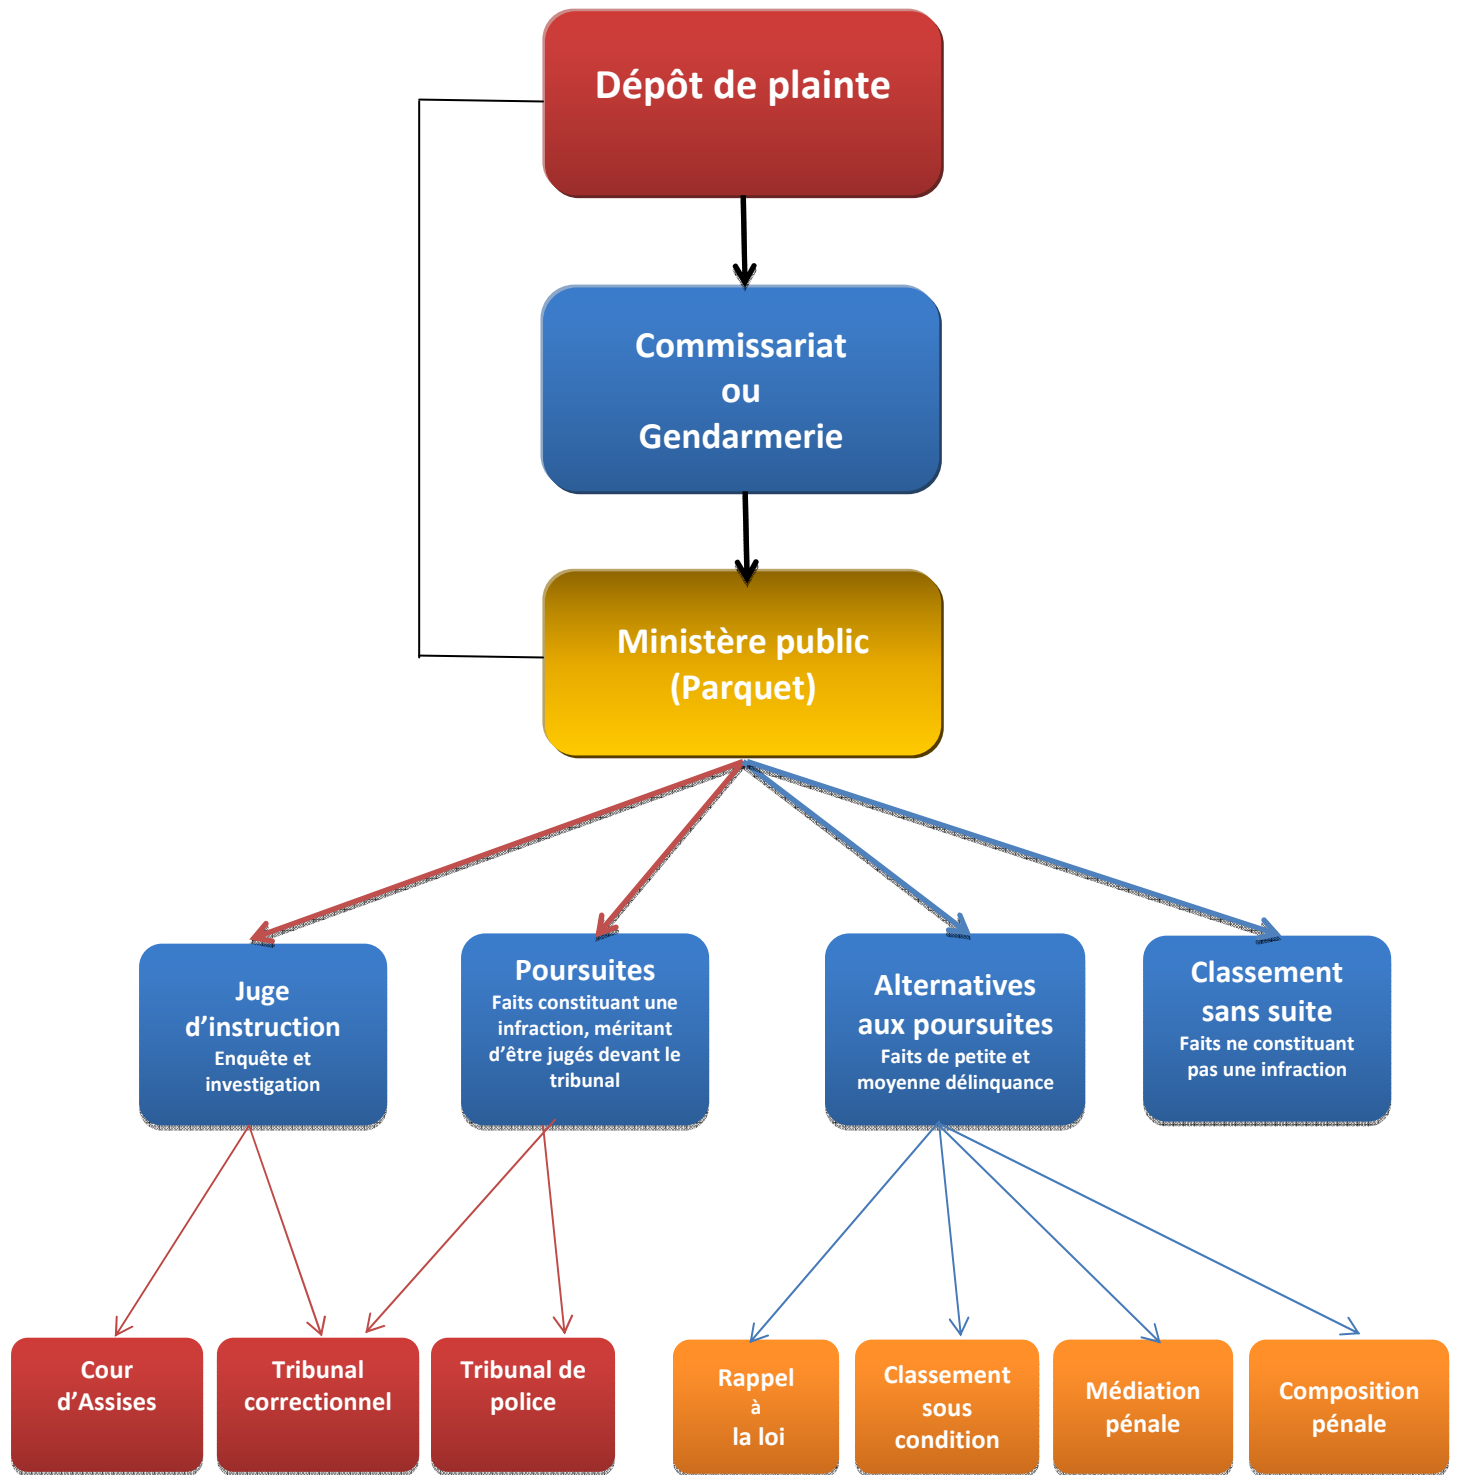 Dépôt de plainte
Commissariat
ou
Gendarmerie
Ministère public
(Parquet)
Juge
d’instruction
Enquête et
investigation
Poursuites
Faits constituant une
infraction, méritant
d’être jugés devant le
tribunal
Alternatives
aux poursuites
Faits de petite et
moyenne délinquance
Classement
sans suite
Faits ne constituant
pas une infraction
Cour
d’Assises
Tribunal
correctionnel
Tribunal de
police
Rappel
à
la loi
Classement
sous
condition
Médiation
pénale
Composition
pénale